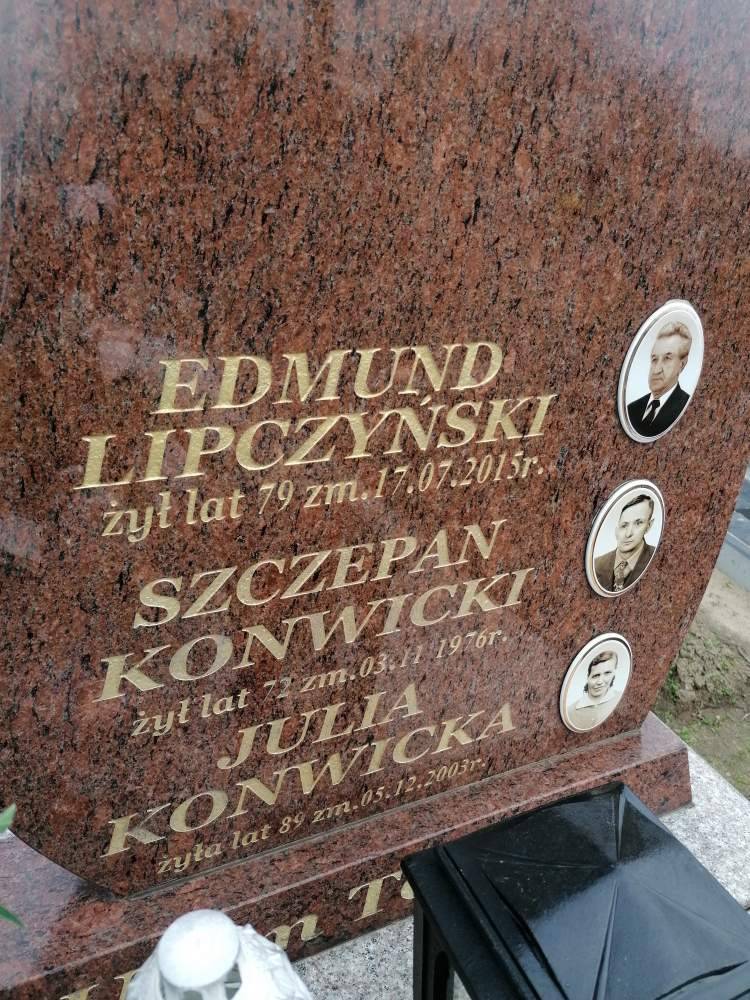 EDMUND
LIPCZYŃSKI
żył lat 79 zm.17.07.2015r.
SZCZEPAN
KONWICKI
żył lat 72 zm.03.11 1976r.
JULIA
KONWICKA
żyła lat 89 zm.05.12.2003r.